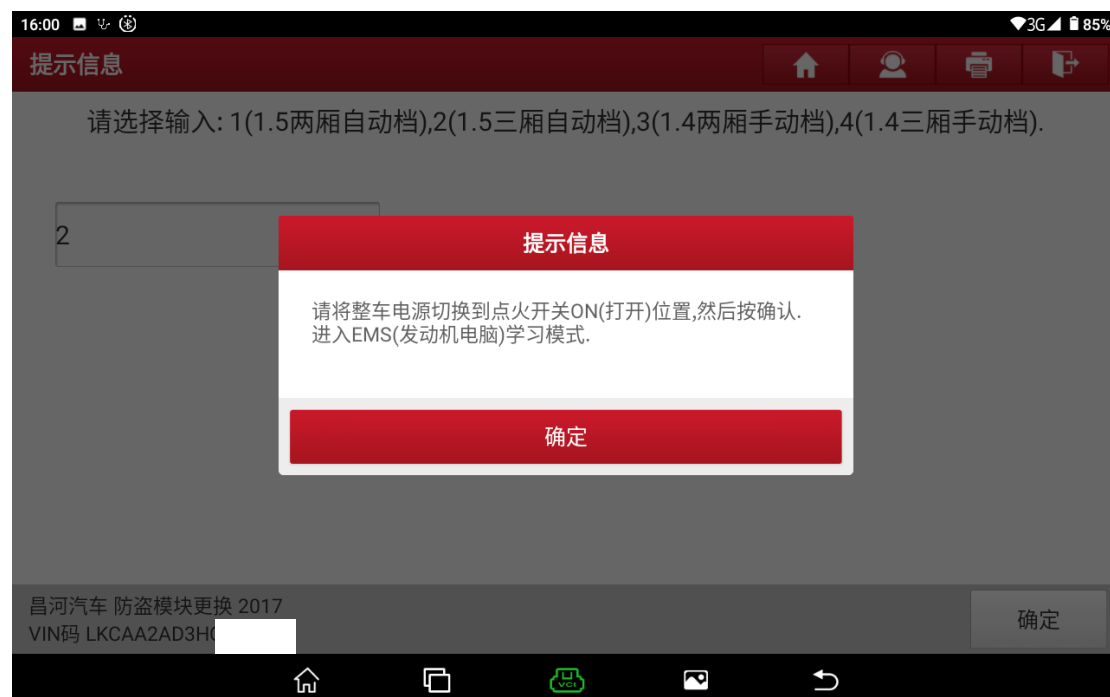 16:00 3G 85%
提示信息
请选择输入: 1(1.5两厢自动档),2(1.5三厢自动档),3(1.4两厢手动档),4(1.4三厢手动档).
2
提示信息
请将整车电源切换到点火开关ON(打开)位置,然后按确认.
进入EMS(发动机电脑)学习模式.
确定
昌河汽车 防盗模块更换 2017
VIN码 LKCAA2AD3H
确定
VCI